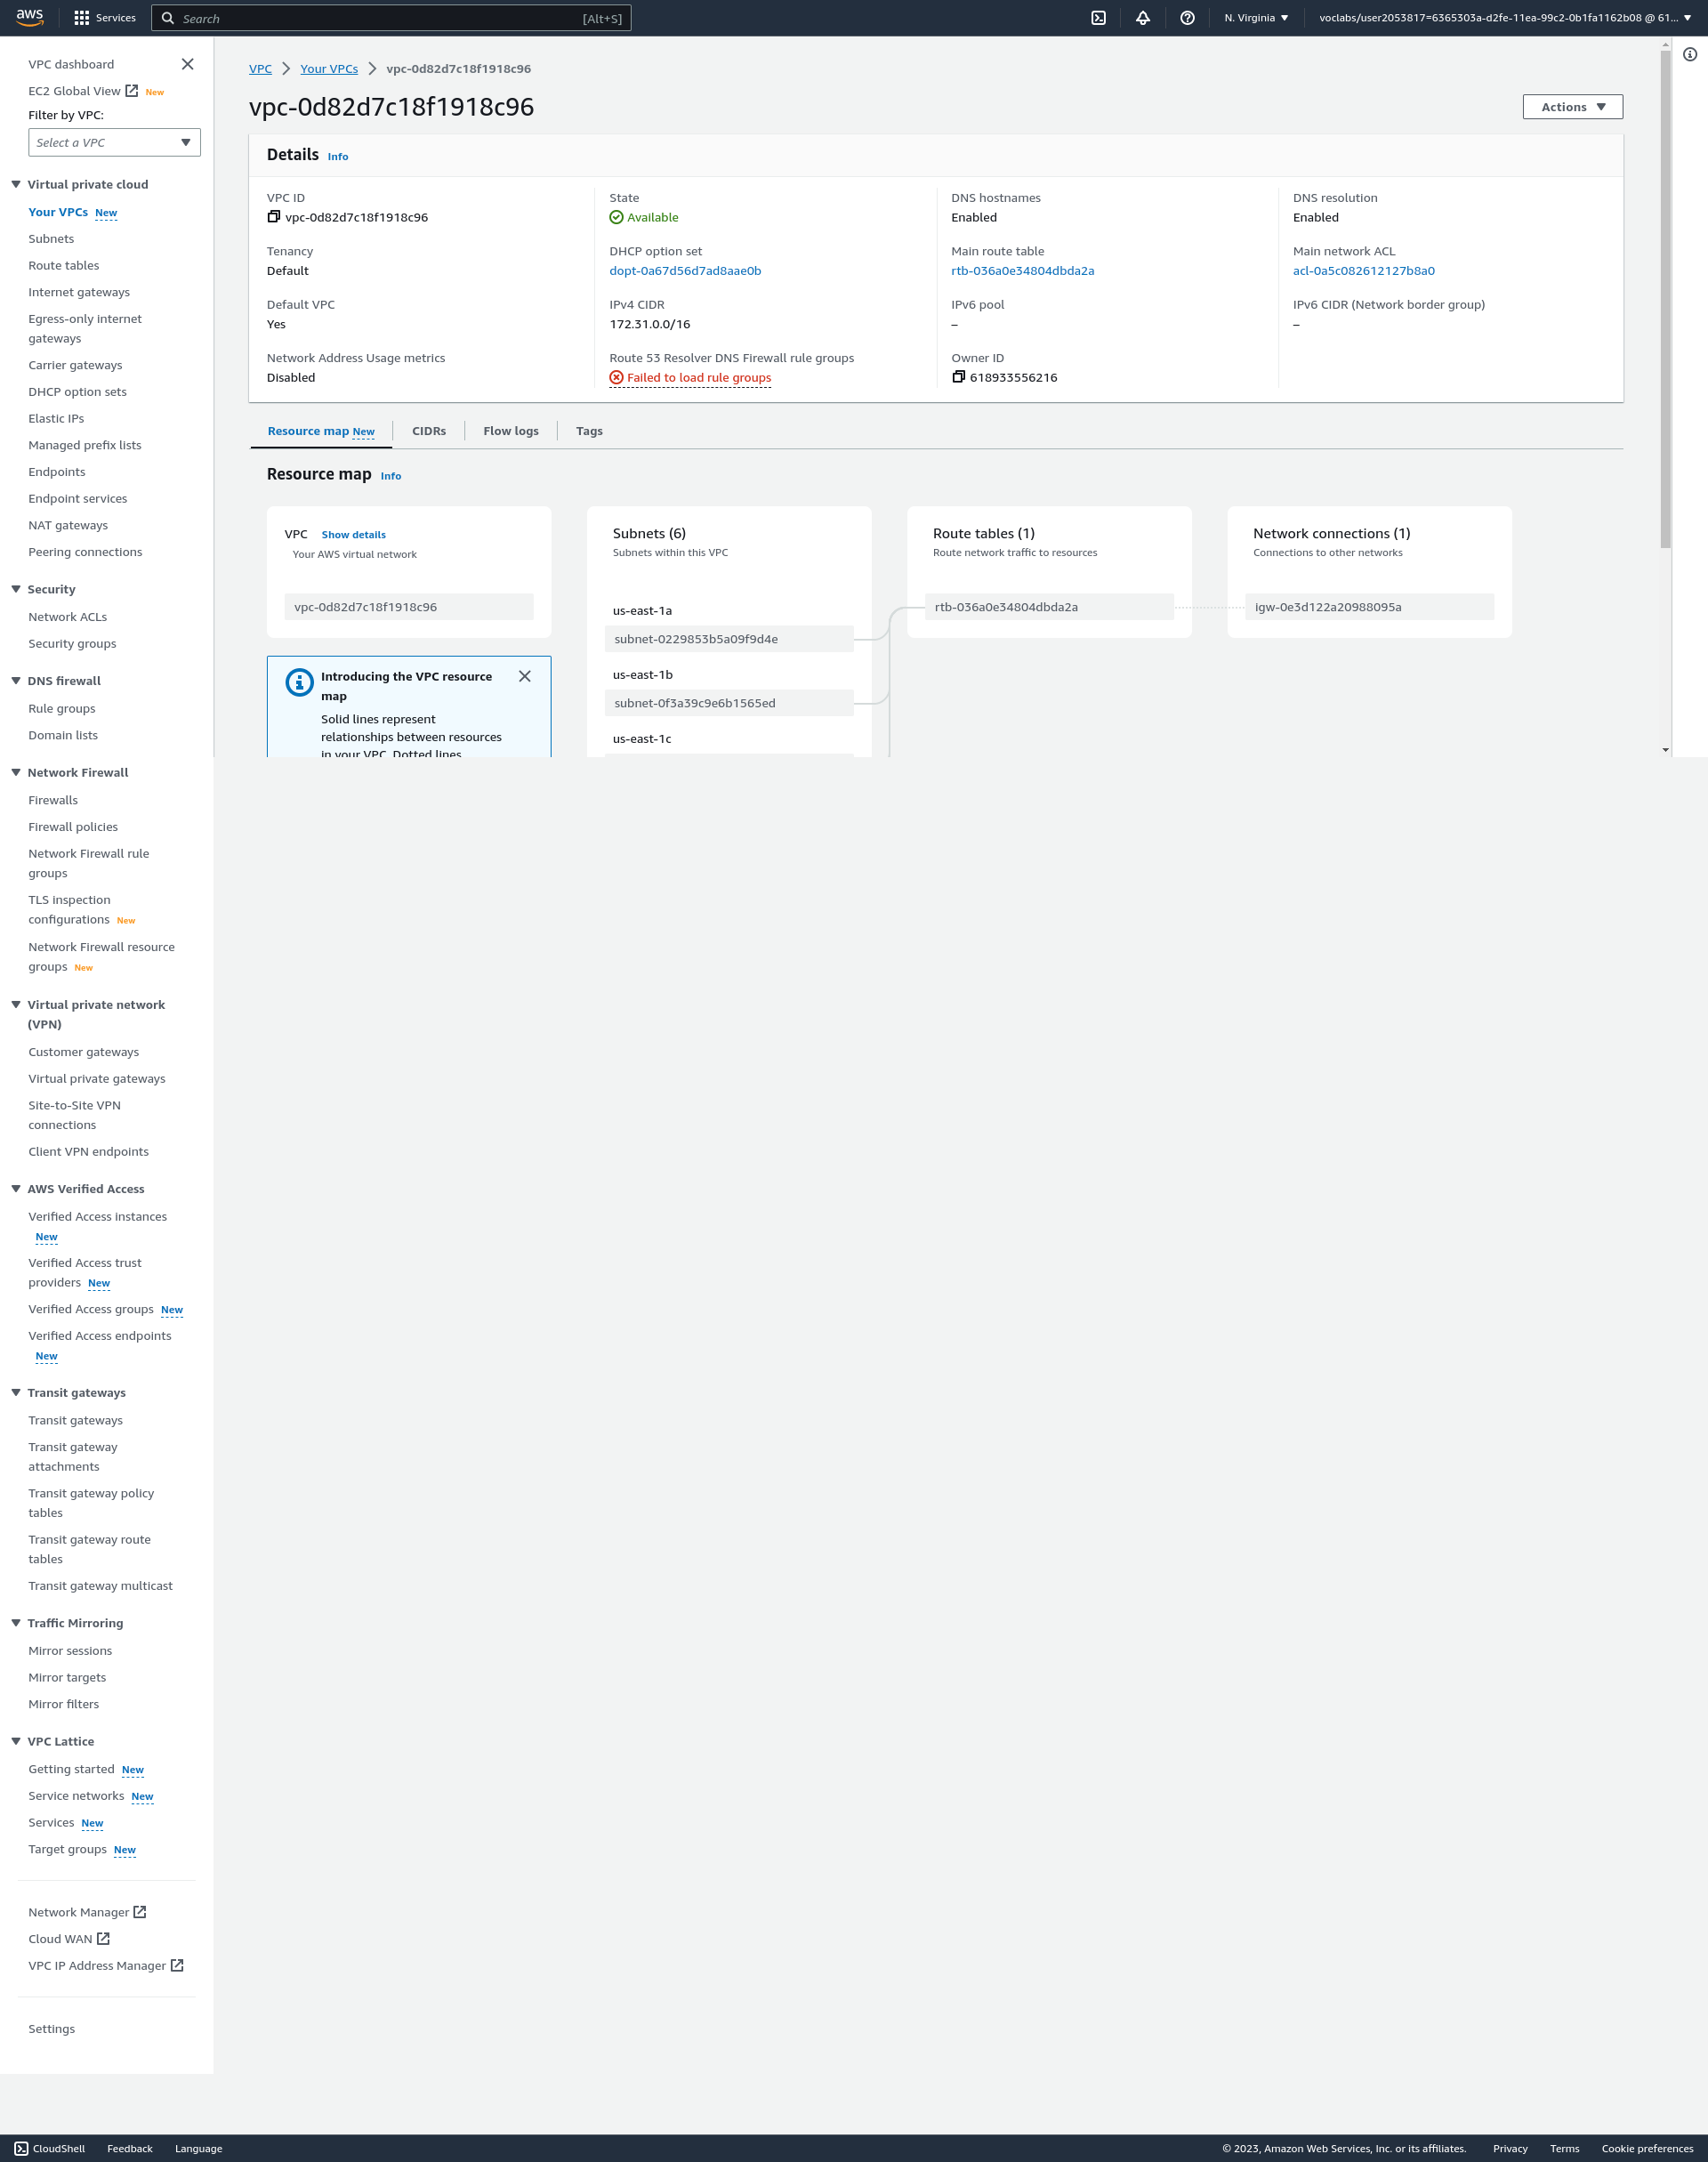 aws
Services
Search
[Alt+S]
N. Virginia
voclabs/user2053817=6365303a-d2fe-11ea-99c2-0b1fa1162b08 @ 61...
VPC dashboard
EC2 Global View New
Filter by VPC:
Select a VPC
Virtual private cloud
Your VPCs New
Subnets
Route tables
Internet gateways
Egress-only internet
gateways
Carrier gateways
DHCP option sets
Elastic IPs
Managed prefix lists
Endpoints
Endpoint services
NAT gateways
Peering connections
Security
Network ACLs
Security groups
DNS firewall
Rule groups
Domain lists
Network Firewall
Firewalls
Firewall policies
Network Firewall rule
groups
TLS inspection
configurations New
Network Firewall resource
groups New
Virtual private network
(VPN)
Customer gateways
Virtual private gateways
Site-to-Site VPN
connections
Client VPN endpoints
AWS Verified Access
Verified Access instances
New
Verified Access trust
providers New
Verified Access groups New
Verified Access endpoints
New
Transit gateways
Transit gateways
Transit gateway
attachments
Transit gateway policy
tables
Transit gateway route
tables
Transit gateway multicast
Traffic Mirroring
Mirror sessions
Mirror targets
Mirror filters
VPC Lattice
Getting started New
Service networks New
Services New
Target groups New
Network Manager
Cloud WAN
VPC IP Address Manager
Settings
VPC > Your VPCs > vpc-0d82d7c18f1918c96
vpc-0d82d7c18f1918c96
Actions
Details Info
VPC ID
vpc-0d82d7c18f1918c96
State
Available
DNS hostnames
Enabled
DNS resolution
Enabled
Tenancy
Default
DHCP option set
dopt-0a67d56d7ad8aae0b
Main route table
rtb-036a0e34804dbda2a
Main network ACL
acl-0a5c082612127b8a0
Default VPC
Yes
IPv4 CIDR
172.31.0.0/16
IPv6 pool
–
IPv6 CIDR (Network border group)
–
Network Address Usage metrics
Disabled
Route 53 Resolver DNS Firewall rule groups
Failed to load rule groups
Owner ID
618933556216
Resource map New
CIDRs
Flow logs
Tags
Resource map Info
VPC Show details
Your AWS virtual network
vpc-0d82d7c18f1918c96
Introducing the VPC resource
map
Solid lines represent
relationships between resources
in your VPC. Dotted lines
Subnets (6)
Subnets within this VPC
us-east-1a
subnet-0229853b5a09f9d4e
us-east-1b
subnet-0f3a39c9e6b1565ed
us-east-1c
Route tables (1)
Route network traffic to resources
rtb-036a0e34804dbda2a
Network connections (1)
Connections to other networks
igw-0e3d122a20988095a
CloudShell
Feedback
Language
© 2023, Amazon Web Services, Inc. or its affiliates.
Privacy
Terms
Cookie preferences